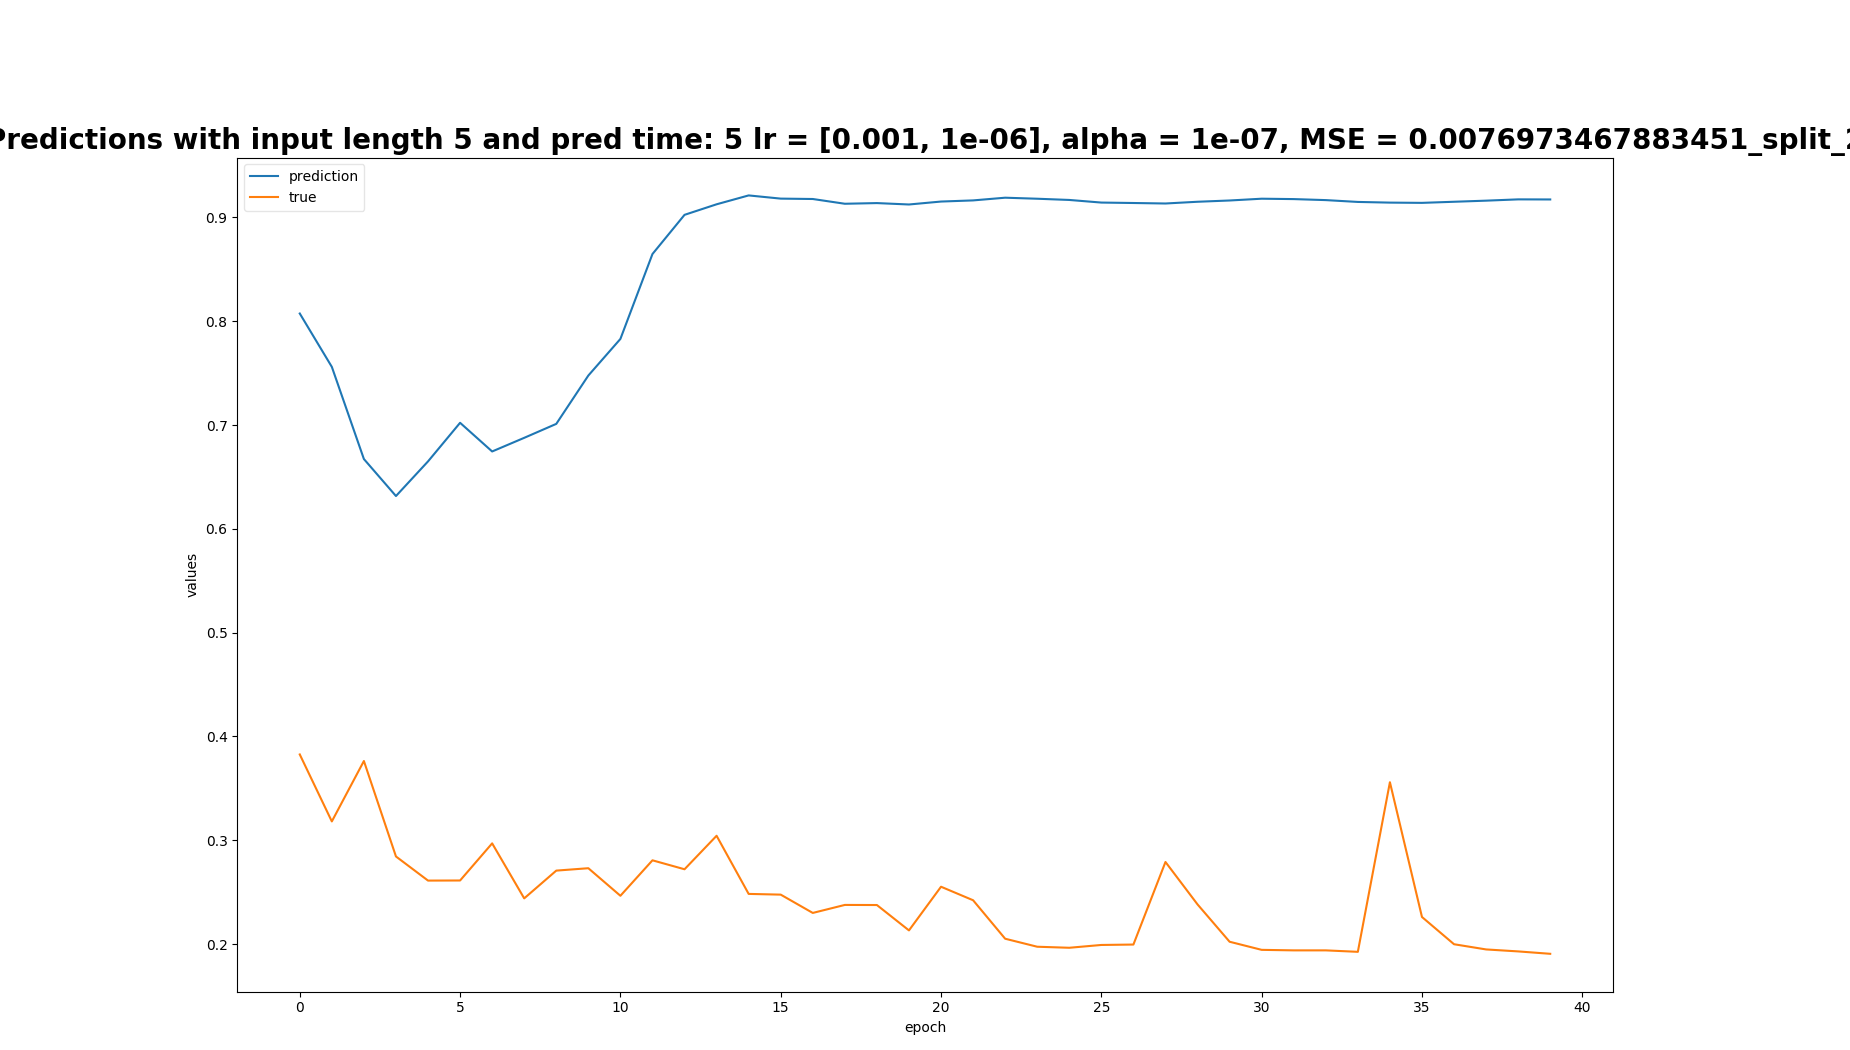 Predictions with input length 5 and pred time: 5 lr = [0.001, 1e-06], alpha = 1e-07, MSE = 0.0076973467883451_split_2
prediction
true
0.9
0.8
0.7
0.6
0.5
0.4
0.3
0.2
values
0 5 10 15 20 25 30 35 40
epoch